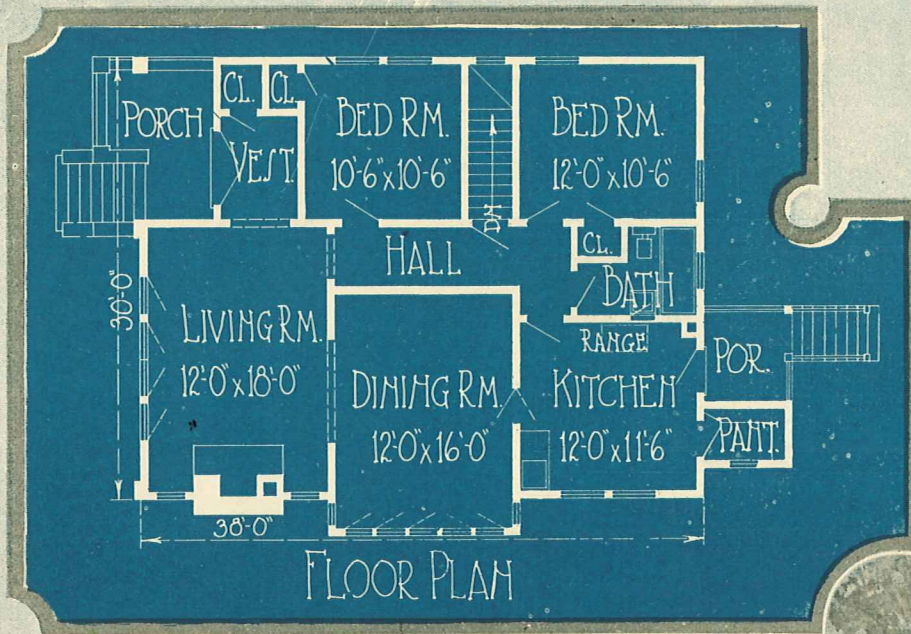 PORCH
CL.
CL
VEST.
BED RM.
10'-6" x 10'-6"
DN
BED RM.
12'-0" x 10'-6"
HALL
CL.
BATH
30'-0"
LIVING RM.
12'-0" x 18'-0"
DINING RM.
12'-0" x 16'-0"
RANGE
KITCHEN
12'-0" x 11'-6"
POR.
PANT.
38'-0"
FLOOR PLAN